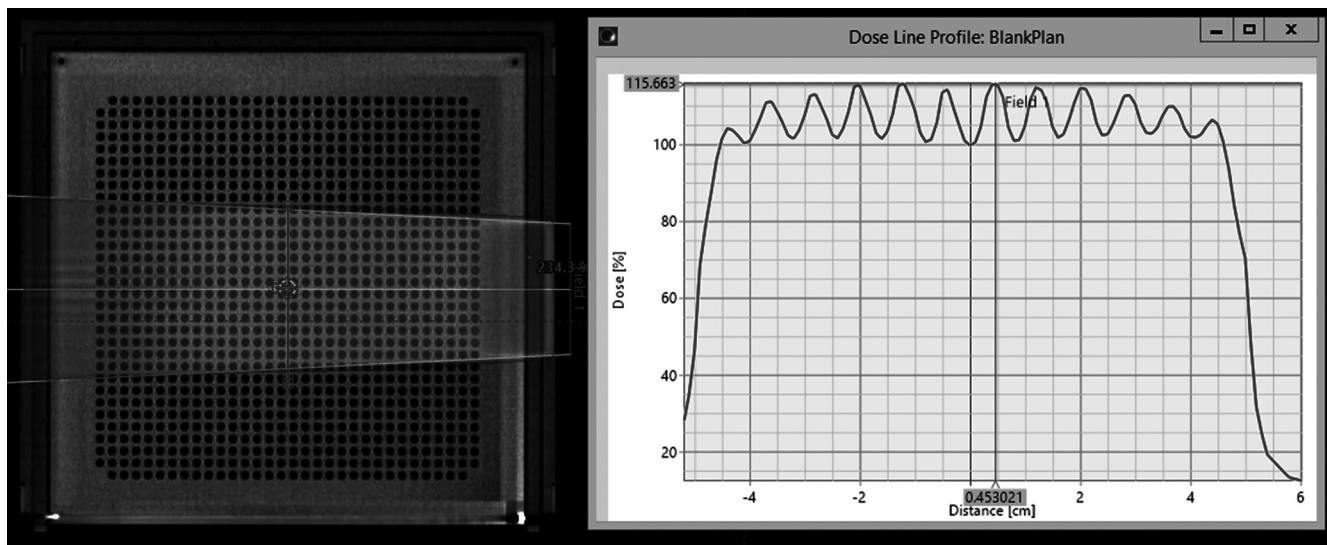 Dose Line Profile: BlankPlan
115.663
Field 1
100
80
60
40
20
Dose [%]
-4
-2
0.453021
2
4
6
Distance [cm]
234.3
Field 1